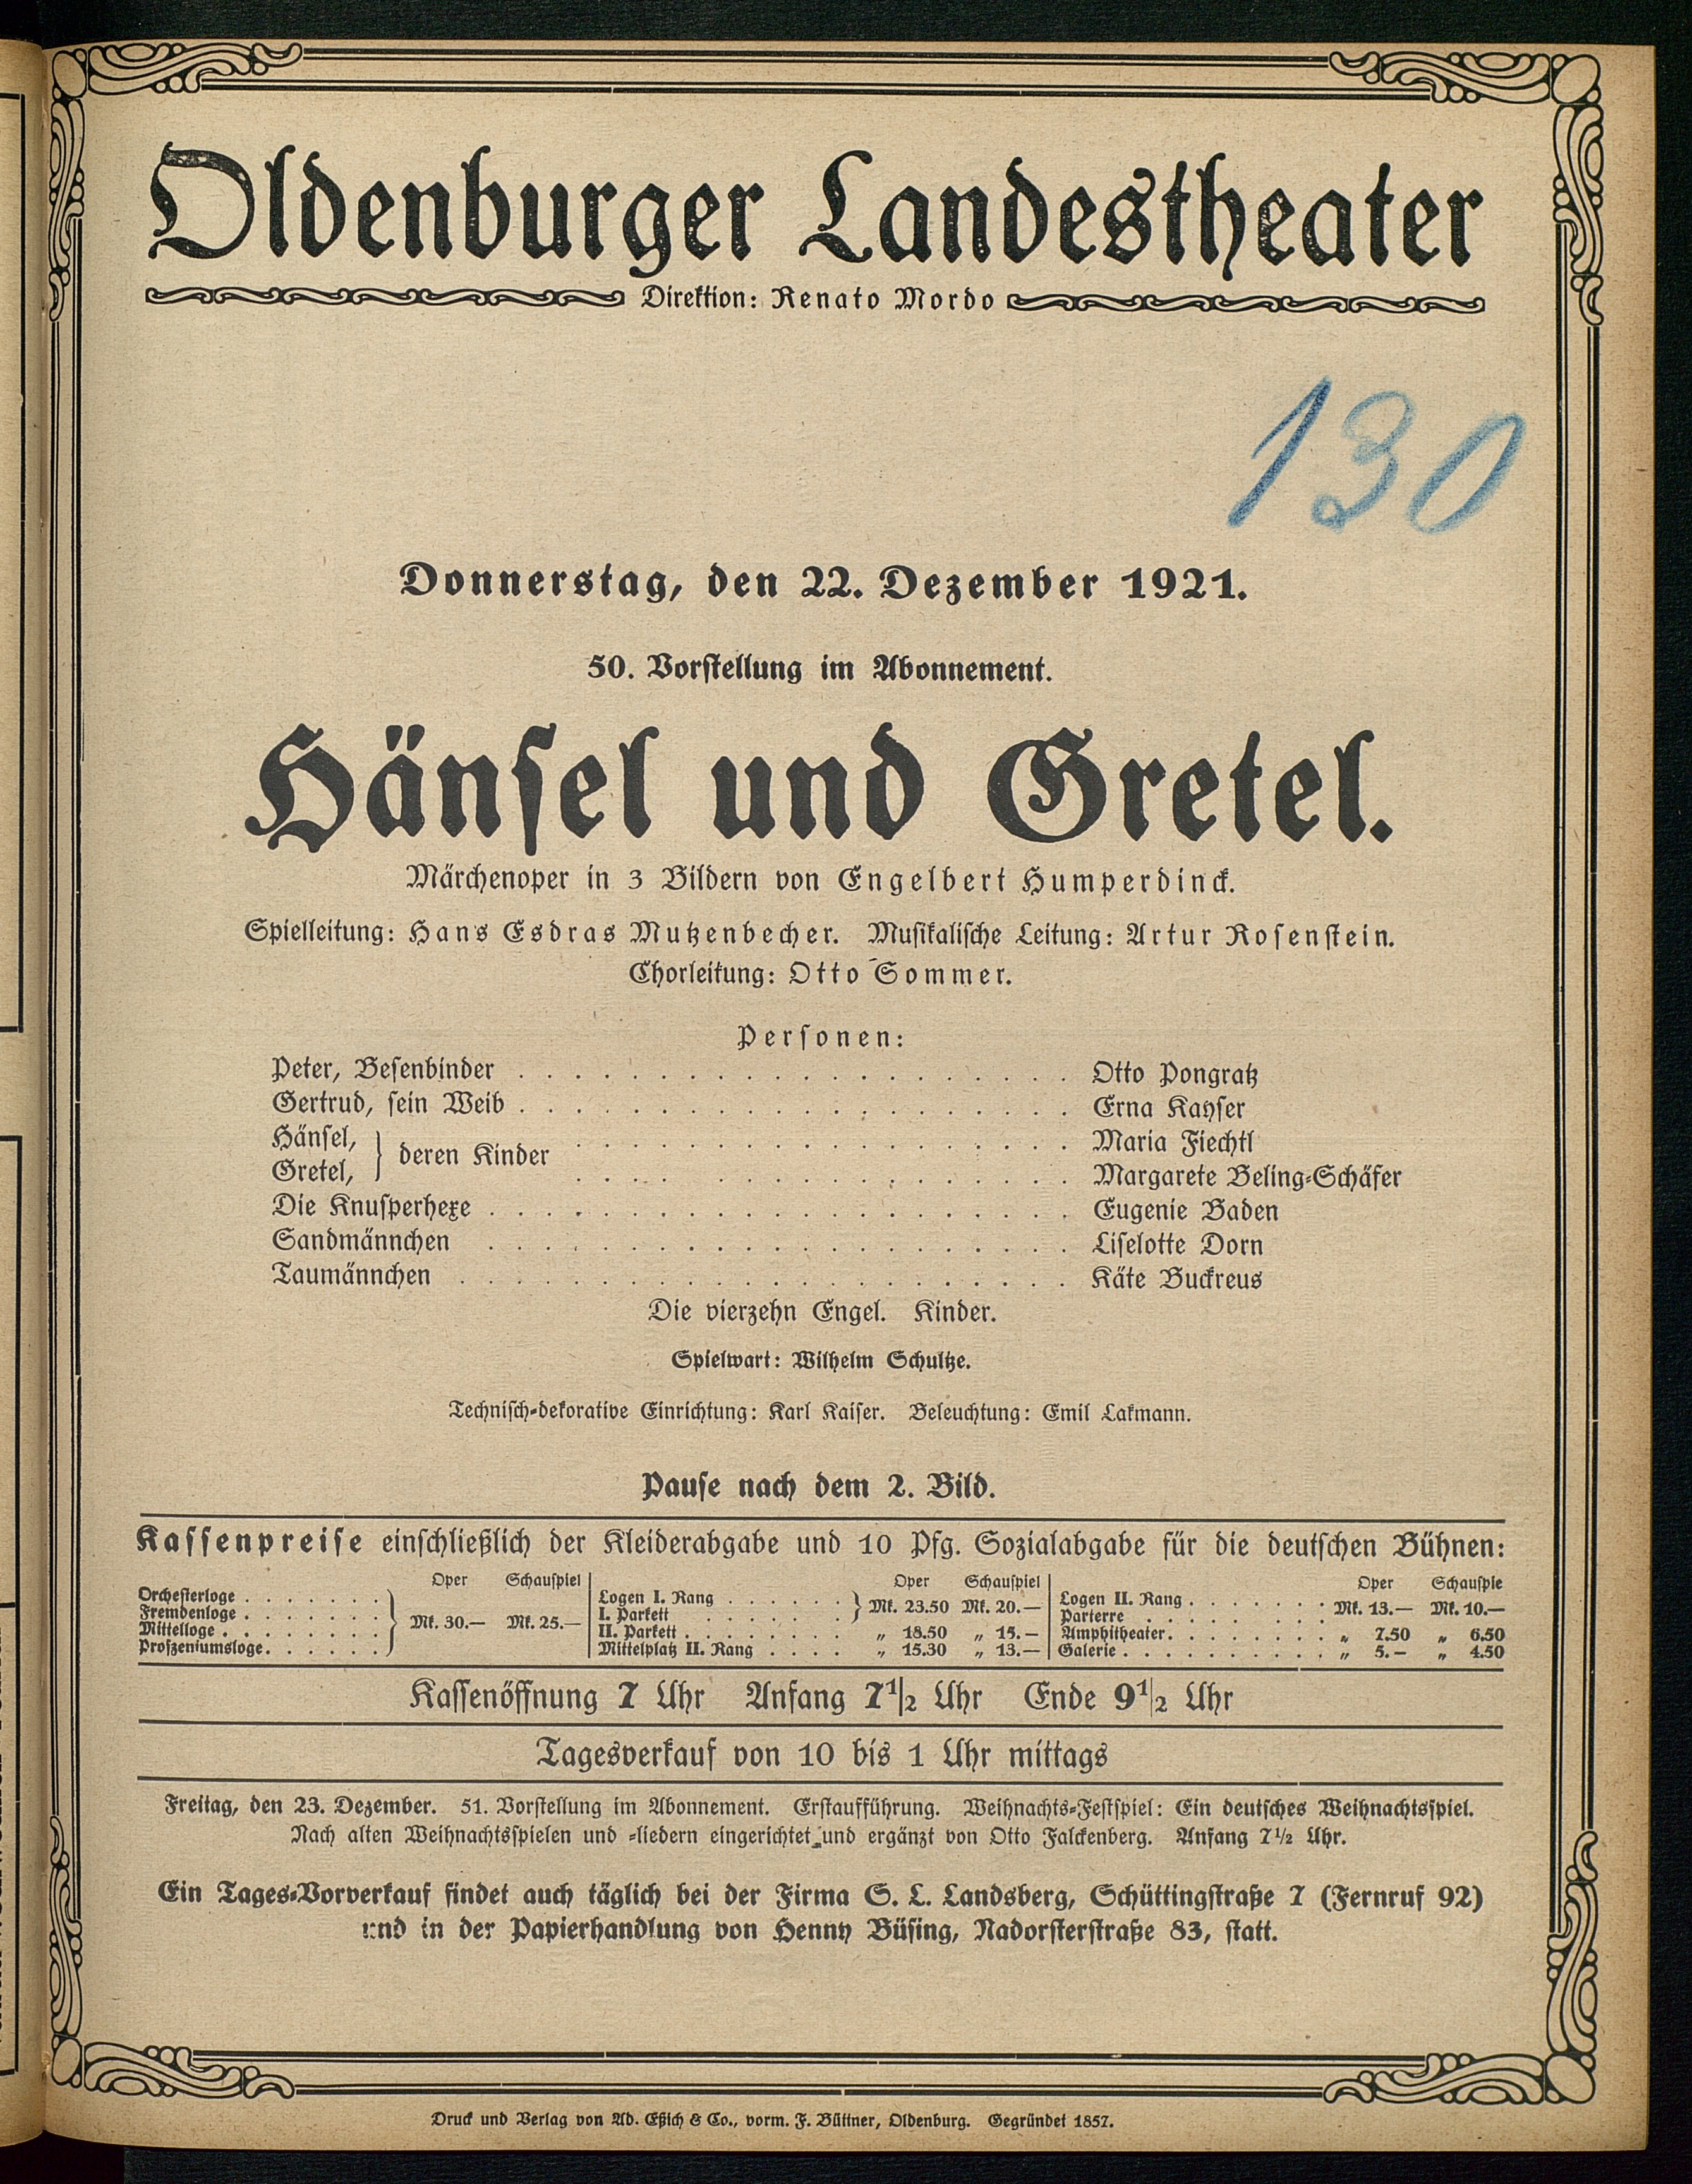 Oldenburger Landestheater
Direktion: Renato Mordo
130
Donnerstag, den 22. Dezember 1921.
50. Vorstellung im Abonnement.
Hänsel und Gretel.
Märchenoper in 3 Bildern von Engelbert Humperdinck.
Spielleitung: Hans Esdras Mutzenbecher. Musikalische Leitung: Artur Rosenstein.
Chorleitung: Otto Sommer.
Personen:
Peter, Besenbinder . . . . . Otto Pongratz
Gertrud, sein Weib . . . . . Erna Kayser
Hänsel, } deren Kinder . . . . . Maria Fiechtl
Gretel, } . . . . . Margarete Beling-Schäfer
Die Knusperhexe . . . . . Eugenie Baden
Sandmännchen . . . . . Liselotte Dorn
Taumännchen . . . . . Käte Buckreus
Die vierzehn Engel. Kinder.
Spielwart: Wilhelm Schultze.
Technisch-dekorative Einrichtung: Karl Kaiser. Beleuchtung: Emil Lakmann.
Pause nach dem 2. Bild.
Kassenpreise einschließlich der Kleiderabgabe und 10 Pfg. Sozialabgabe für die deutschen Bühnen:
Oper Schauspiel
Orchesterloge . . . . .
Fremdenloge . . . . .
Mittelloge . . . . .
Proszeniumsloge . . . . .
} Mk. 30.— Mk. 25.—
Oper Schauspiel
Logen I. Rang . . . . .
I. Parkett . . . . .
} Mk. 23.50 Mk. 20.—
II. Parkett . . . . . „ 18.50 „ 15.—
Mittelplatz II. Rang . . . . „ 15.30 „ 13.—
Oper Schauspie
Logen II. Rang . . . . .
Parterre . . . . .
Mk. 13.— Mk. 10.—
Amphitheater . . . . . „ 7.50 „ 6.50
Galerie . . . . . „ 5.— „ 4.50
Kassenöffnung 7 Uhr Anfang 7 1/2 Uhr Ende 9 1/2 Uhr
Tagesverkauf von 10 bis 1 Uhr mittags
Freitag, den 23. Dezember. 51. Vorstellung im Abonnement. Erstaufführung. Weihnachts-Festspiel: Ein deutsches Weihnachtsspiel.
Nach alten Weihnachtsspielen und -liedern eingerichtet und ergänzt von Otto Falckenberg. Anfang 7½ Uhr.
Ein Tages-Vorverkauf findet auch täglich bei der Firma S. L. Landsberg, Schüttingstraße 7 (Fernruf 92)
und in der Papierhandlung von Henny Büsing, Nadorsterstraße 83, statt.
Druck und Verlag von Ad. Eßich & Co., vorm. F. Büttner, Oldenburg. Gegründet 1857.